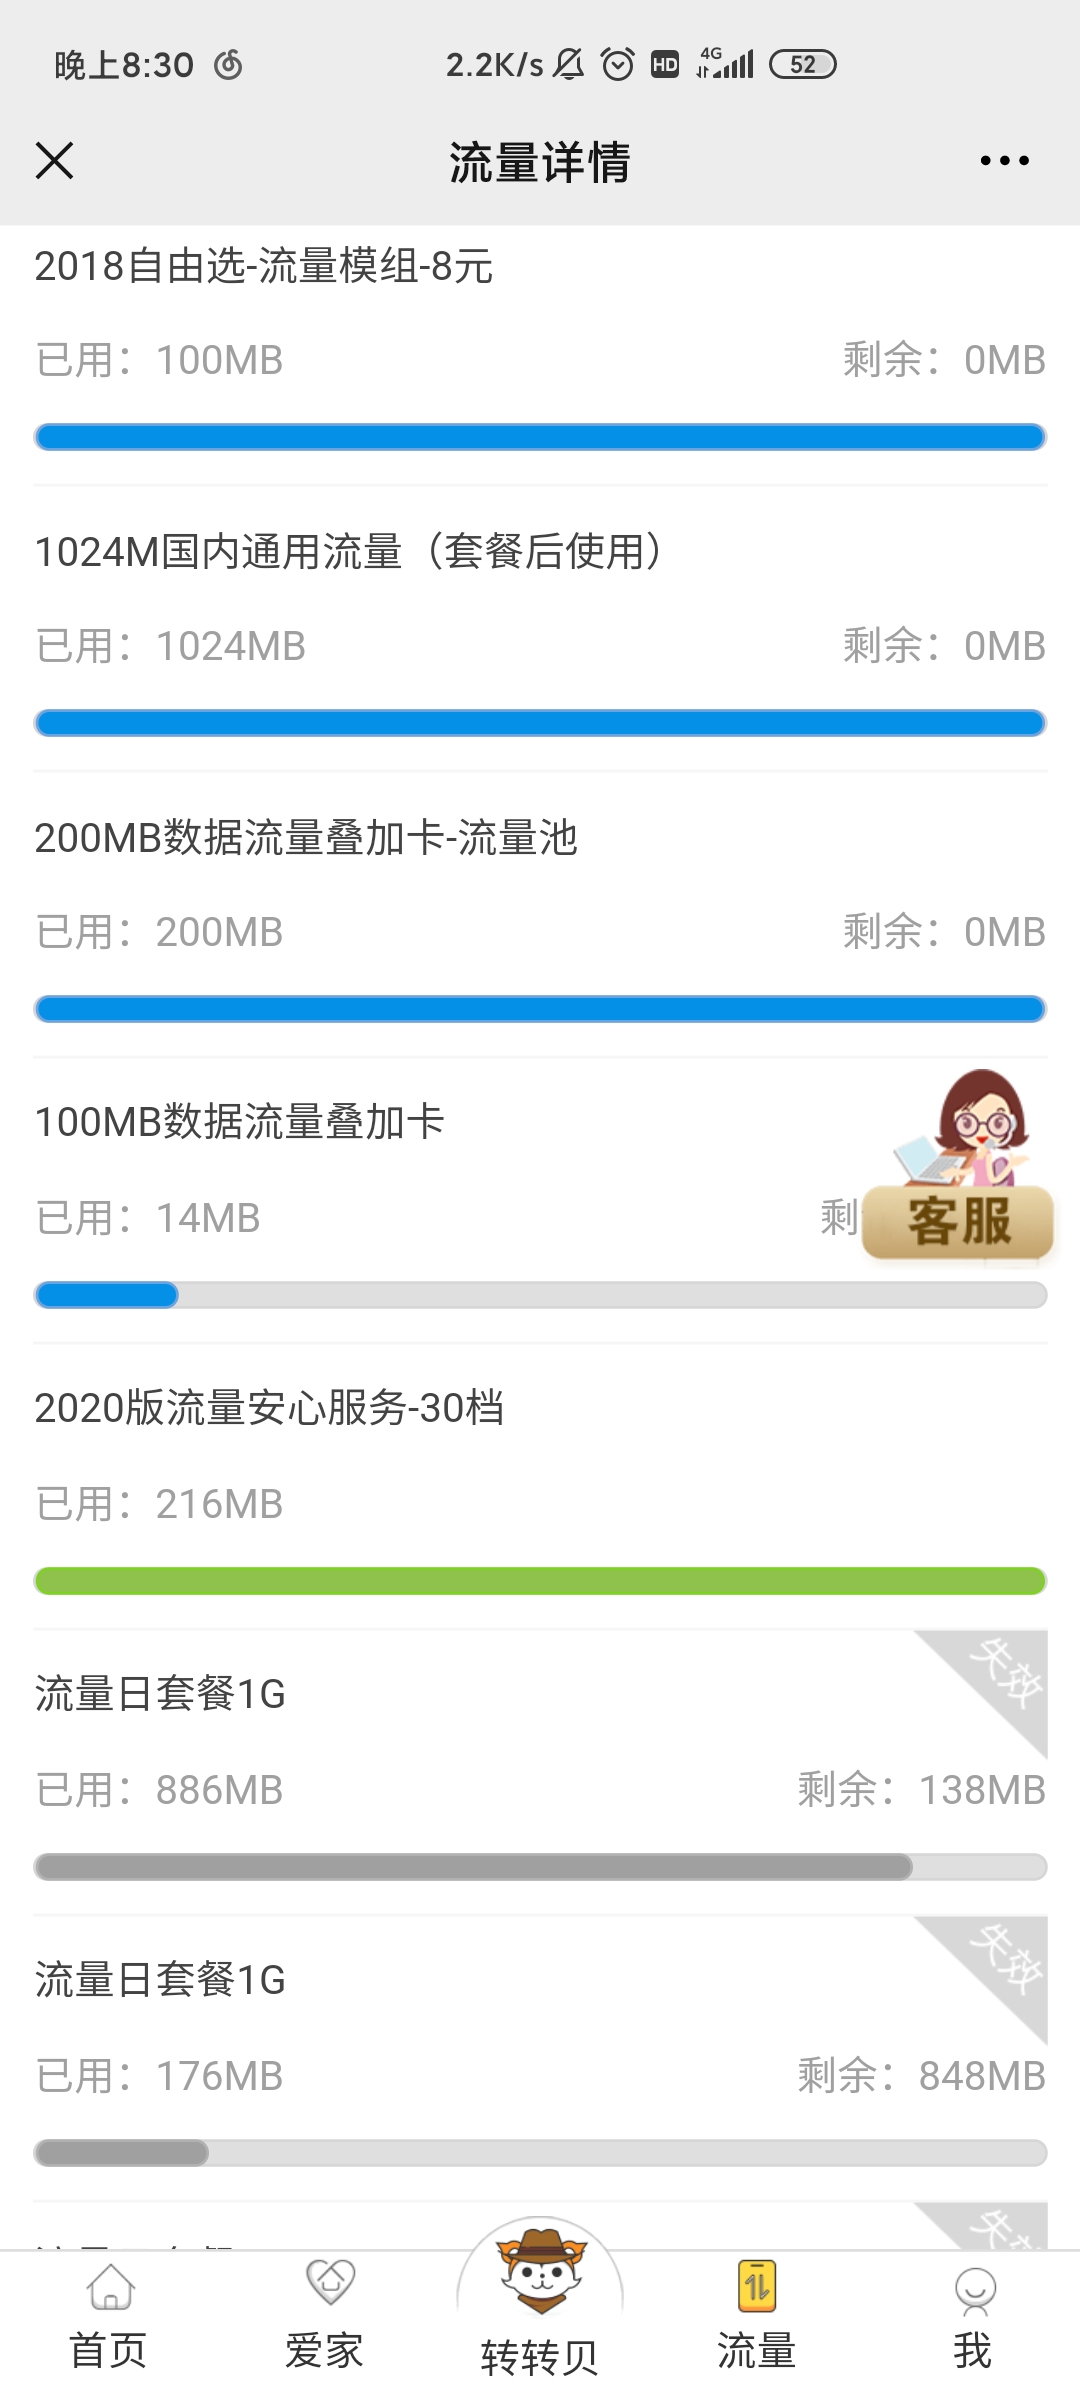 晚上8:30 2.2K/s HD 4G 52
流量详情
2018自由选-流量模组-8元
已用：100MB 剩余：0MB
1024M国内通用流量（套餐后使用）
已用：1024MB 剩余：0MB
200MB数据流量叠加卡-流量池
已用：200MB 剩余：0MB
100MB数据流量叠加卡
已用：14MB 剩
客服
2020版流量安心服务-30档
已用：216MB
失效
流量日套餐1G
已用：886MB 剩余：138MB
失效
流量日套餐1G
已用：176MB 剩余：848MB
失效
首页 爱家 转转贝 流量 我